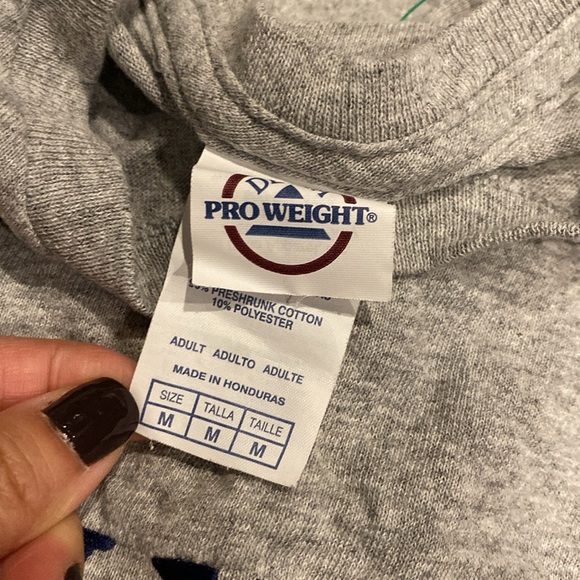 PRO WEIGHT®
% PRESHRUNK COTTON
10% POLYESTER
ADULT ADULTO ADULTE
MADE IN HONDURAS
SIZE TALLA TAILLE
M M M